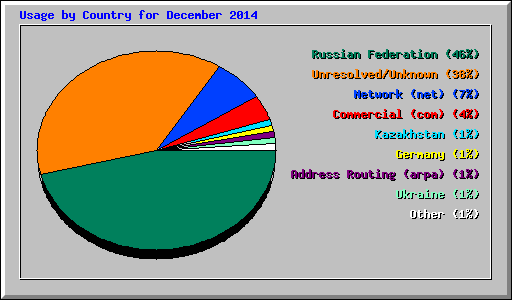 Usage by Country for December 2014
Russian Federation (46%)
Unresolved/Unknown (38%)
Network (net) (7%)
Commercial (com) (4%)
Kazakhstan (1%)
Germany (1%)
Address Routing (arpa) (1%)
Ukraine (1%)
Other (1%)